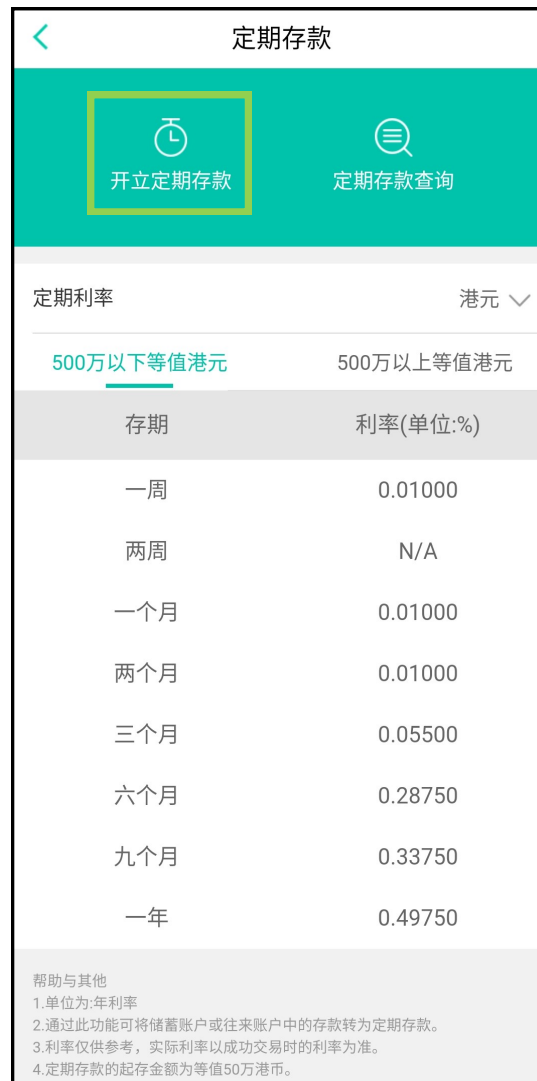 定期存款
开立定期存款 定期存款查询
定期利率 港元
500万以下等值港元 500万以上等值港元
存期 利率(单位:%)
一周 0.01000
两周 N/A
一个月 0.01000
两个月 0.01000
三个月 0.05500
六个月 0.28750
九个月 0.33750
一年 0.49750
帮助与其他
1.单位为:年利率
2.通过此功能可将储蓄账户或往来账户中的存款转为定期存款。
3.利率仅供参考，实际利率以成功交易时的利率为准。
4.定期存款的起存金额为等值50万港币。